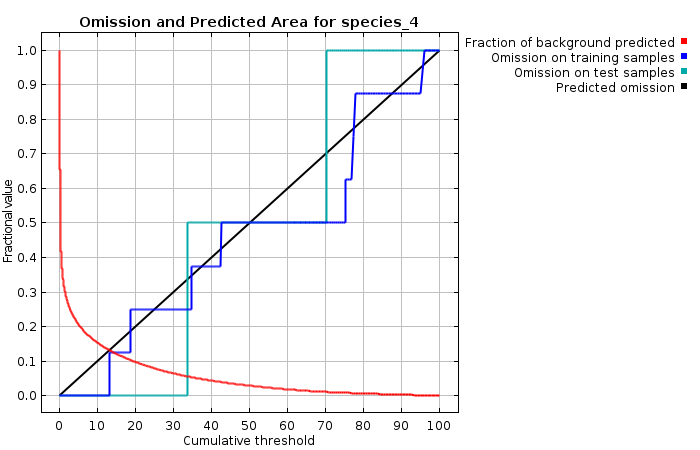 Omission and Predicted Area for species_4
Fraction of background predicted
Omission on training samples
Omission on test samples
Predicted omission
Fractional value
1.0
0.9
0.8
0.7
0.6
0.5
0.4
0.3
0.2
0.1
0.0
0 10 20 30 40 50 60 70 80 90 100
Cumulative threshold